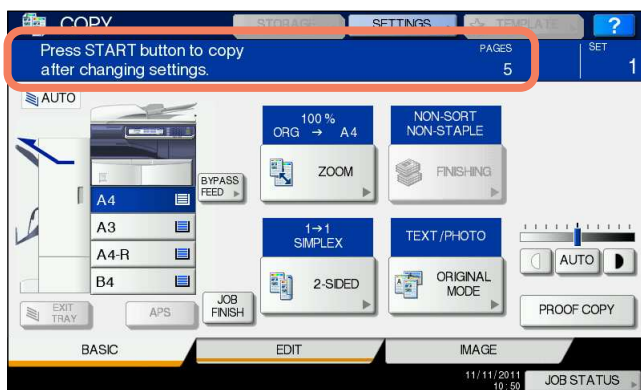 COPY STORAGE SETTINGS TEMPLATE ?
Press START button to copy PAGES SET
after changing settings. 5 1
AUTO
100 %
ORG → A4
NON-SORT
NON-STAPLE
ZOOM
FINISHING
BYPASS
FEED
A4
A3
A4-R
B4
1→1
SIMPLEX
TEXT/PHOTO
2-SIDED
ORIGINAL
MODE
AUTO
EXIT
TRAY
APS
JOB
FINISH
PROOF COPY
BASIC EDIT IMAGE
11/11/2011
10:50
JOB STATUS